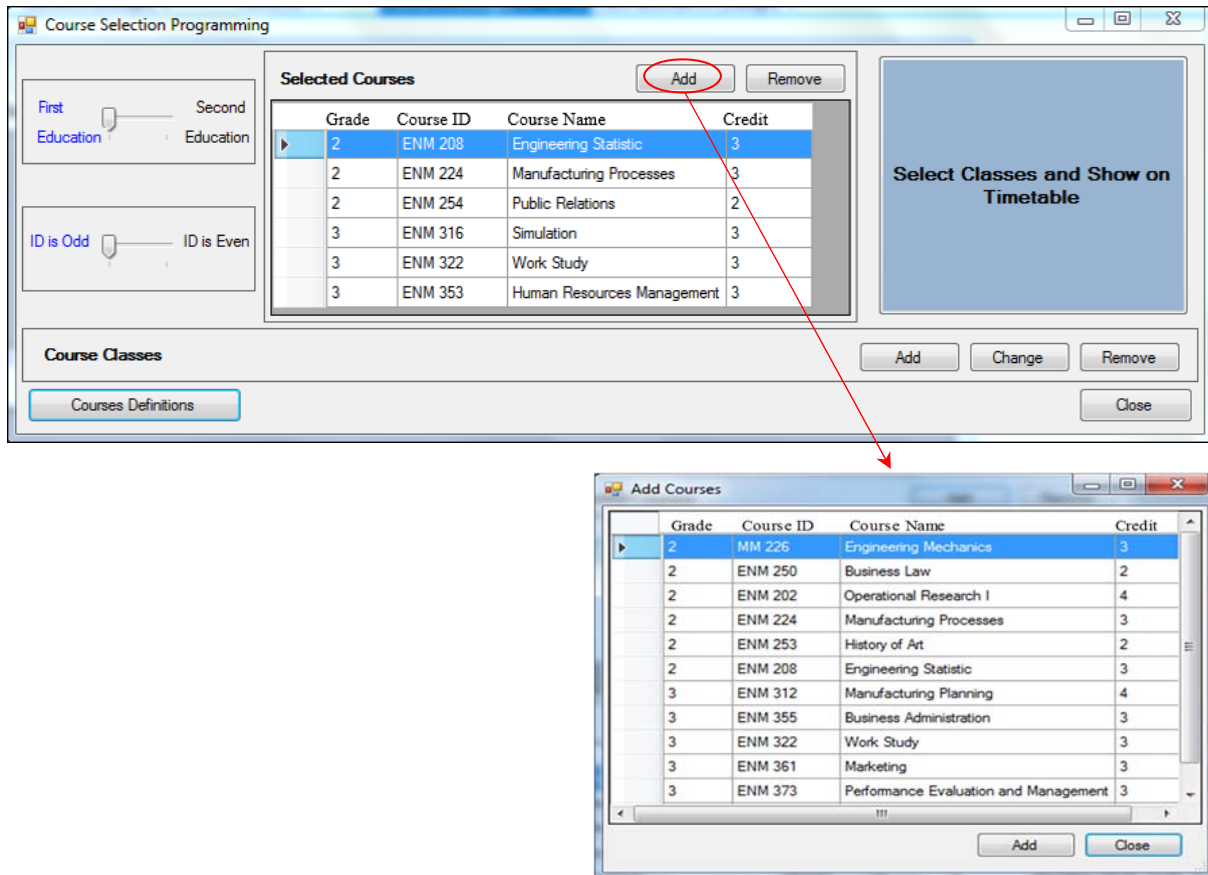 Course Selection Programming
Selected Courses Add Remove
First Second
Education Education
Grade Course ID Course Name Credit
2 ENM 208 Engineering Statistic 3
2 ENM 224 Manufacturing Processes 3
2 ENM 254 Public Relations 2
3 ENM 316 Simulation 3
3 ENM 322 Work Study 3
3 ENM 353 Human Resources Management 3
ID is Odd ID is Even
Select Classes and Show on
Timetable
Course Classes Add Change Remove
Courses Definitions Close
Add Courses
Grade Course ID Course Name Credit
2 MM 226 Engineering Mechanics 3
2 ENM 250 Business Law 2
2 ENM 202 Operational Research I 4
2 ENM 224 Manufacturing Processes 3
2 ENM 253 History of Art 2
2 ENM 208 Engineering Statistic 3
3 ENM 312 Manufacturing Planning 4
3 ENM 355 Business Administration 3
3 ENM 322 Work Study 3
3 ENM 361 Marketing 3
3 ENM 373 Performance Evaluation and Management 3
Add Close